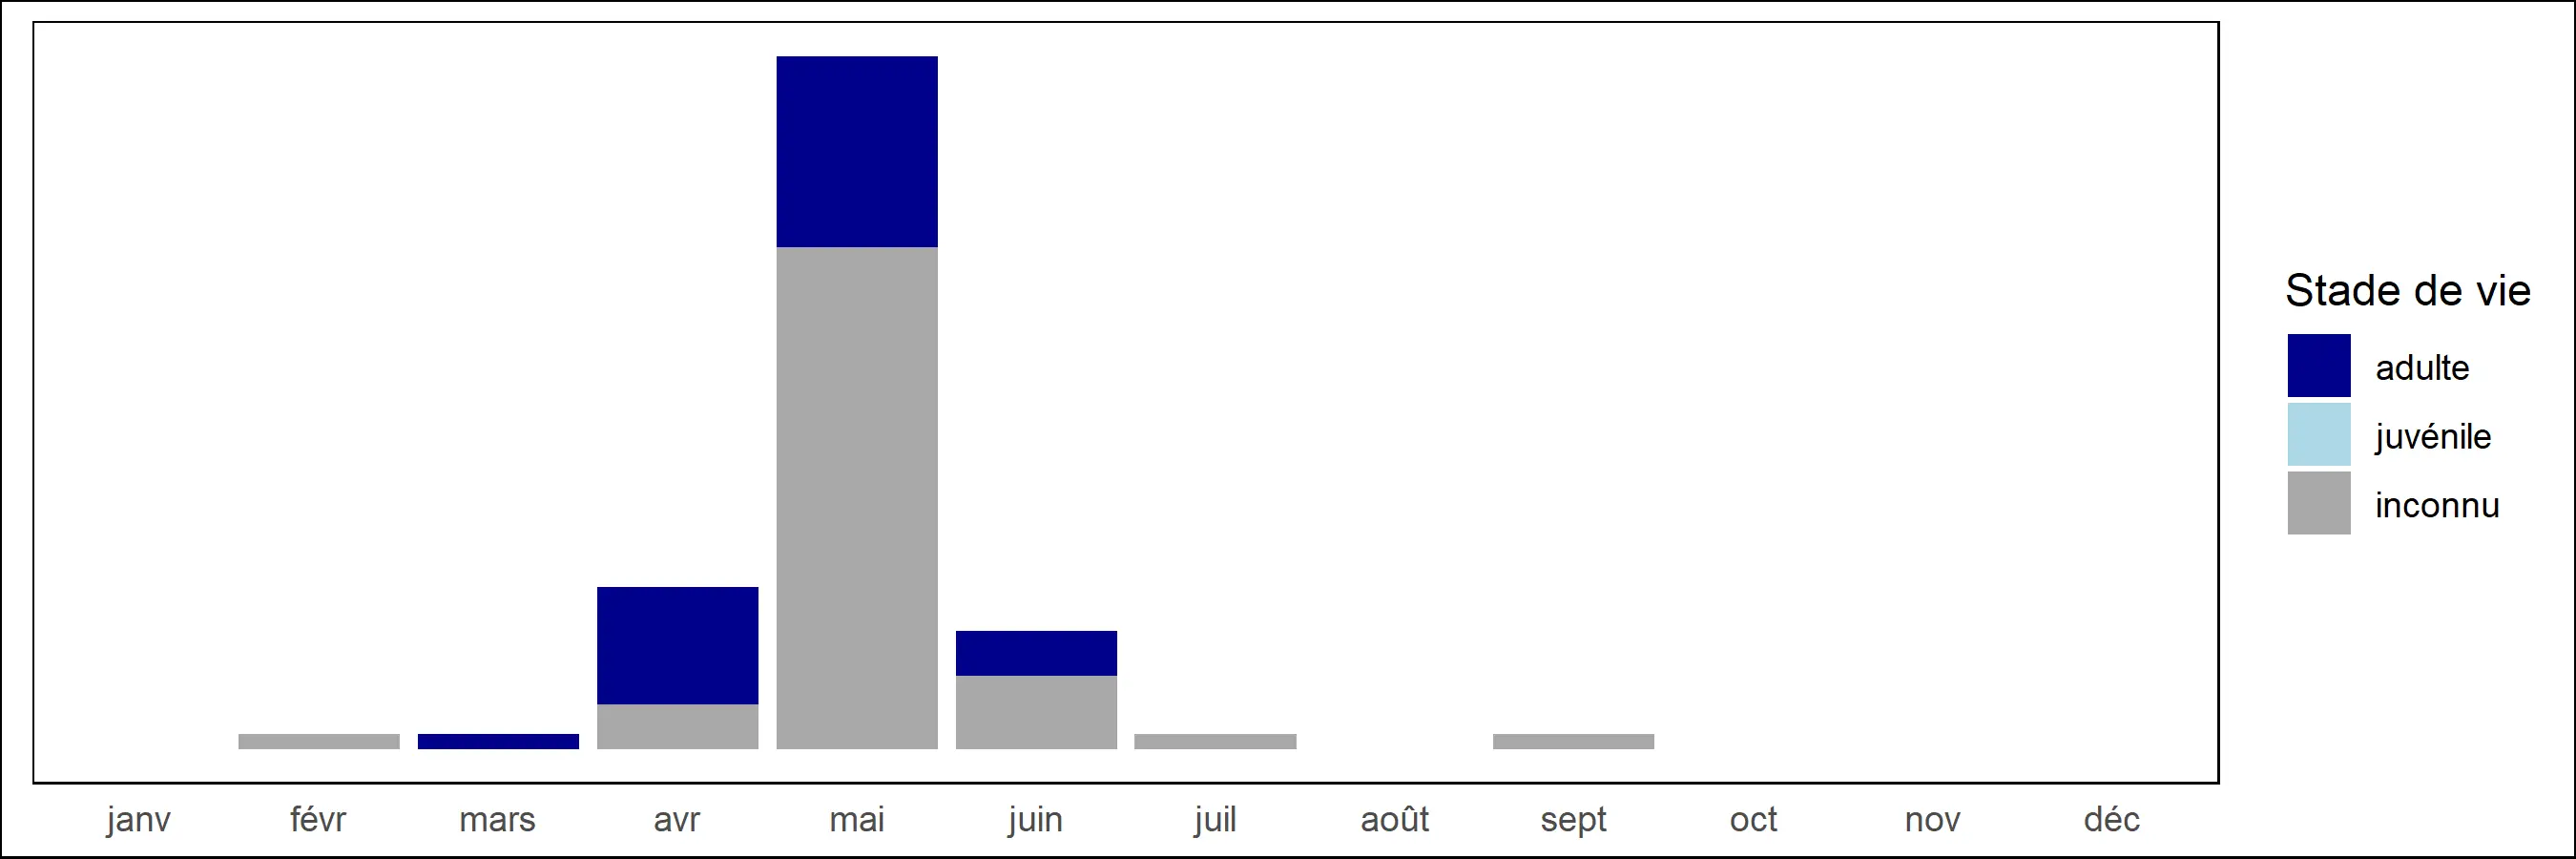 Stade de vie
adulte
juvénile
inconnu
janv févr mars avr mai juin juil août sept oct nov déc